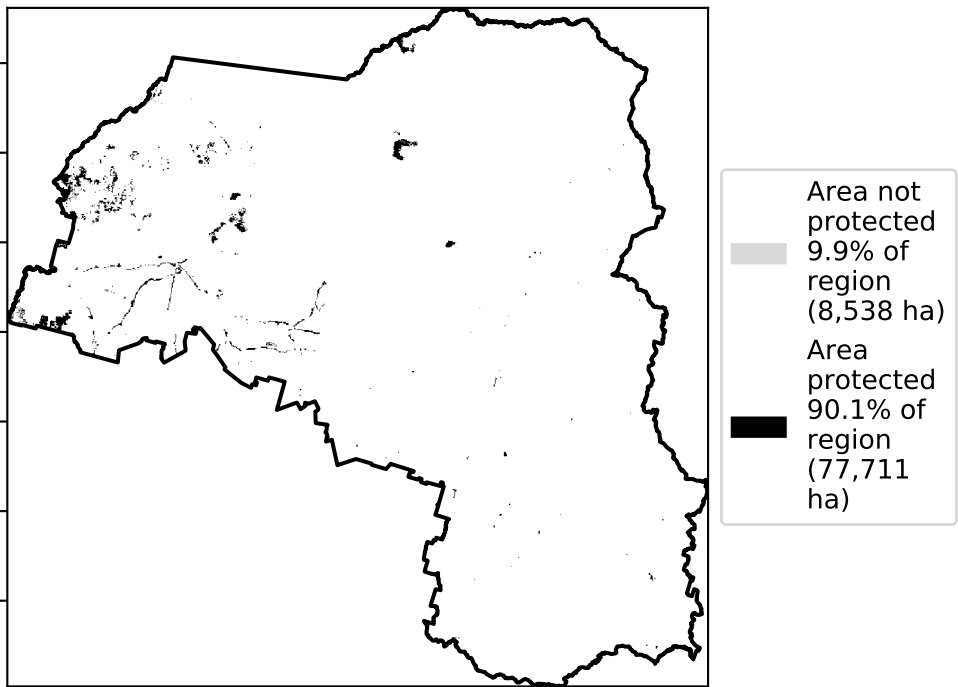 Area not
protected
9.9% of
region
(8,538 ha)
Area
protected
90.1% of
region
(77,711
ha)